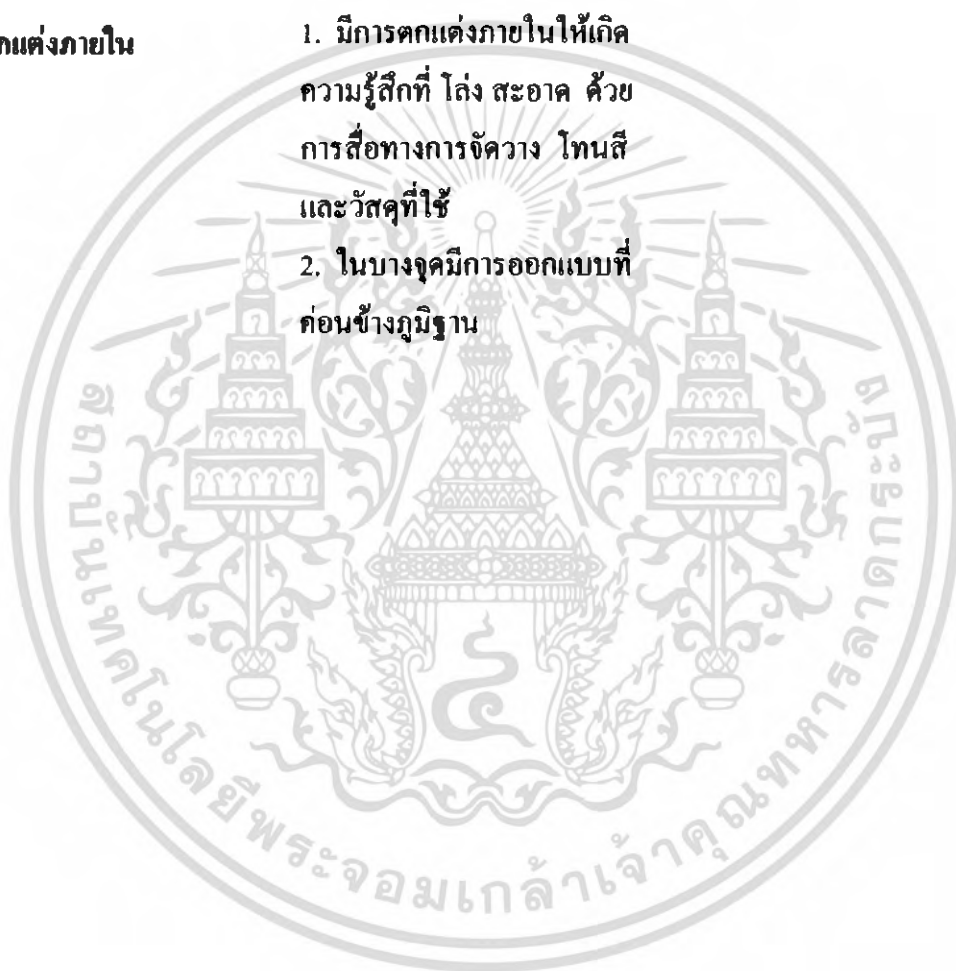 กแต่งภายใน
1. มีการตกแต่งภายในให้เกิด
ความรู้สึกที่ โล่ง สะอาด ด้วย
การสื่อทางการจัดวาง โทนสี
และวัสดุที่ใช้
2. ในบางจุดมีการออกแบบที่
ค่อนข้างภูมิฐาน
สถาบันเทคโนโลยีพระจอมเกล้าเจ้าคุณทหารลาดกระบัง